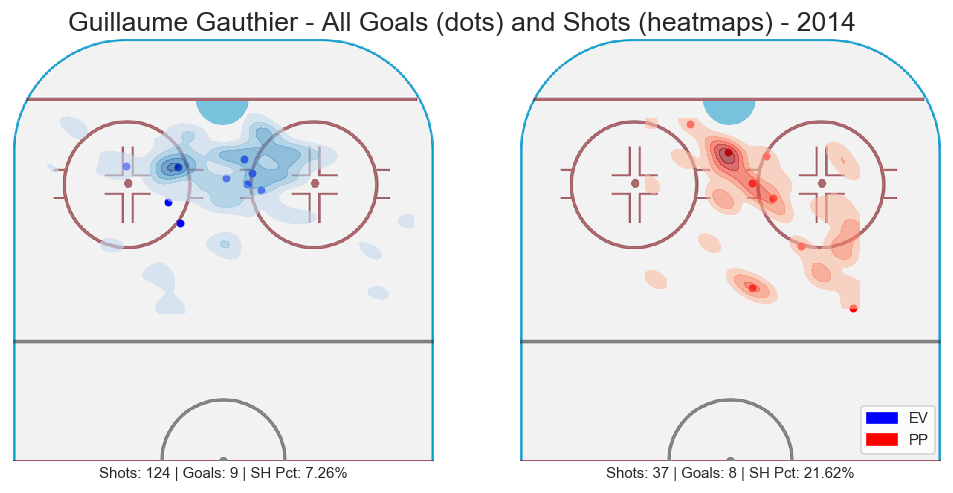 Guillaume Gauthier - All Goals (dots) and Shots (heatmaps) - 2014
EV
PP
Shots: 124 | Goals: 9 | SH Pct: 7.26%
Shots: 37 | Goals: 8 | SH Pct: 21.62%